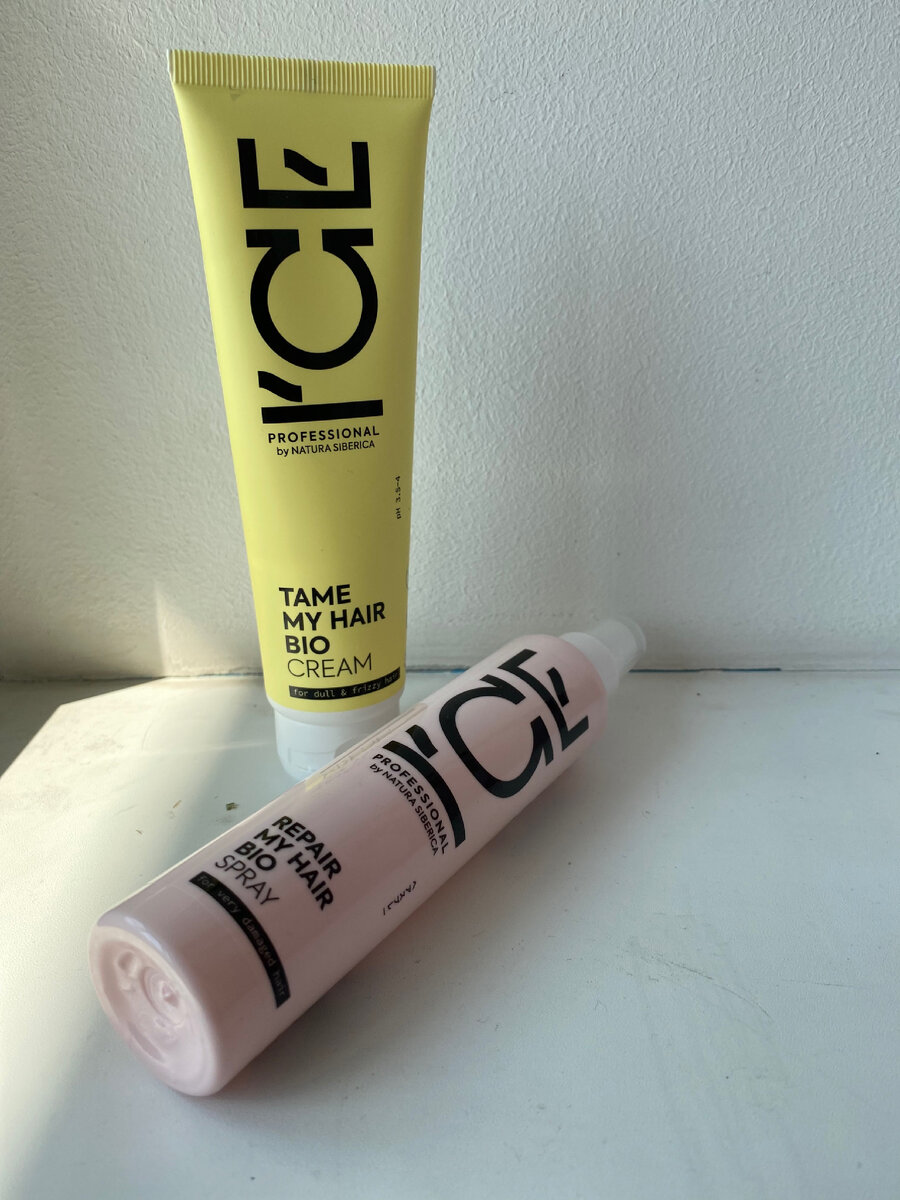 I'CE
PROFESSIONAL
by NATURA SIBERICA
pH 3.5-4
TAME
MY HAIR
BIO
CREAM
for dull & frizzy hair
I'CE
PROFESSIONAL
by NATURA SIBERICA
REPAIR
MY HAIR
BIO
SPRAY
for very damaged hair